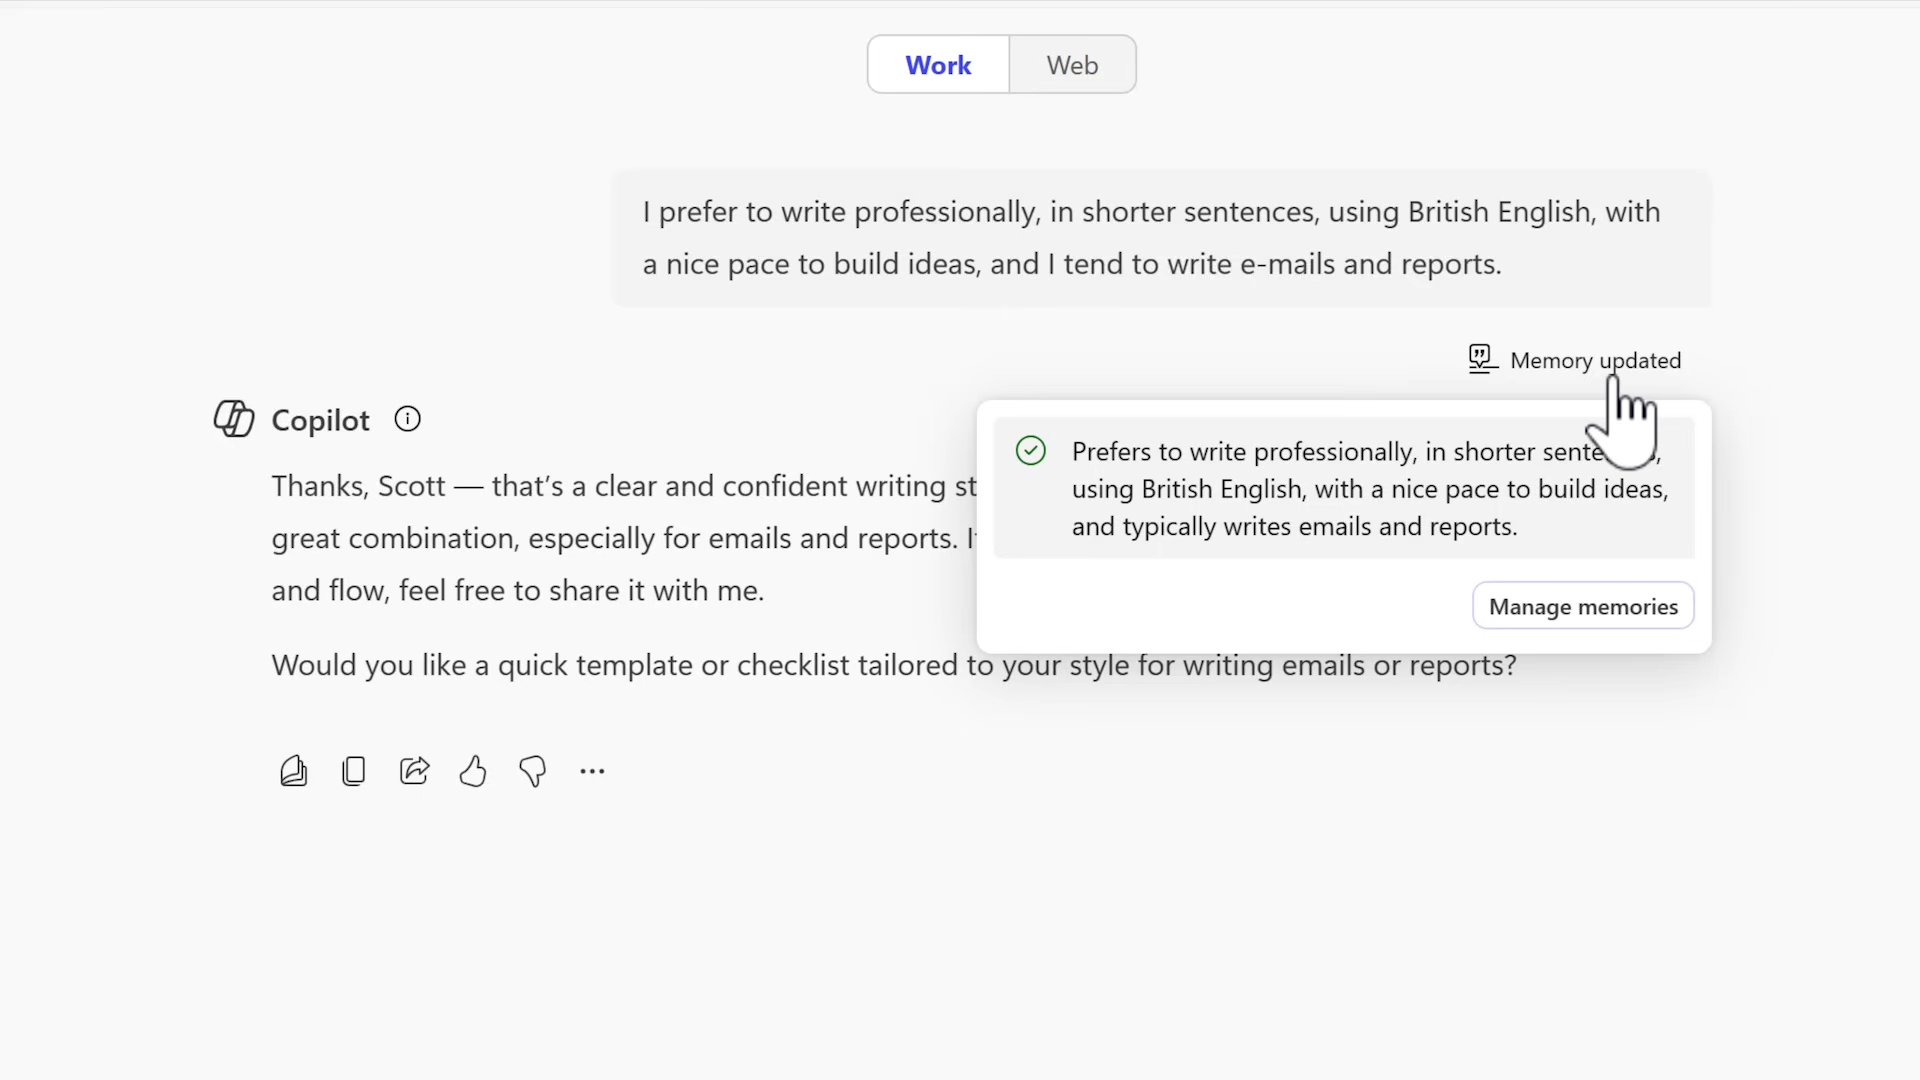 Work
Web
I prefer to write professionally, in shorter sentences, using British English, with
a nice pace to build ideas, and I tend to write e-mails and reports.
Memory updated
Copilot
Thanks, Scott — that's a clear and confident writing
great combination, especially for emails and reports.
and flow, feel free to share it with me.
Would you like a quick template or checklist tailored to your style for writing emails or reports?
Prefers to write professionally, in shorter
using British English, with a nice pace to build ideas,
and typically writes emails and reports.
Manage memories